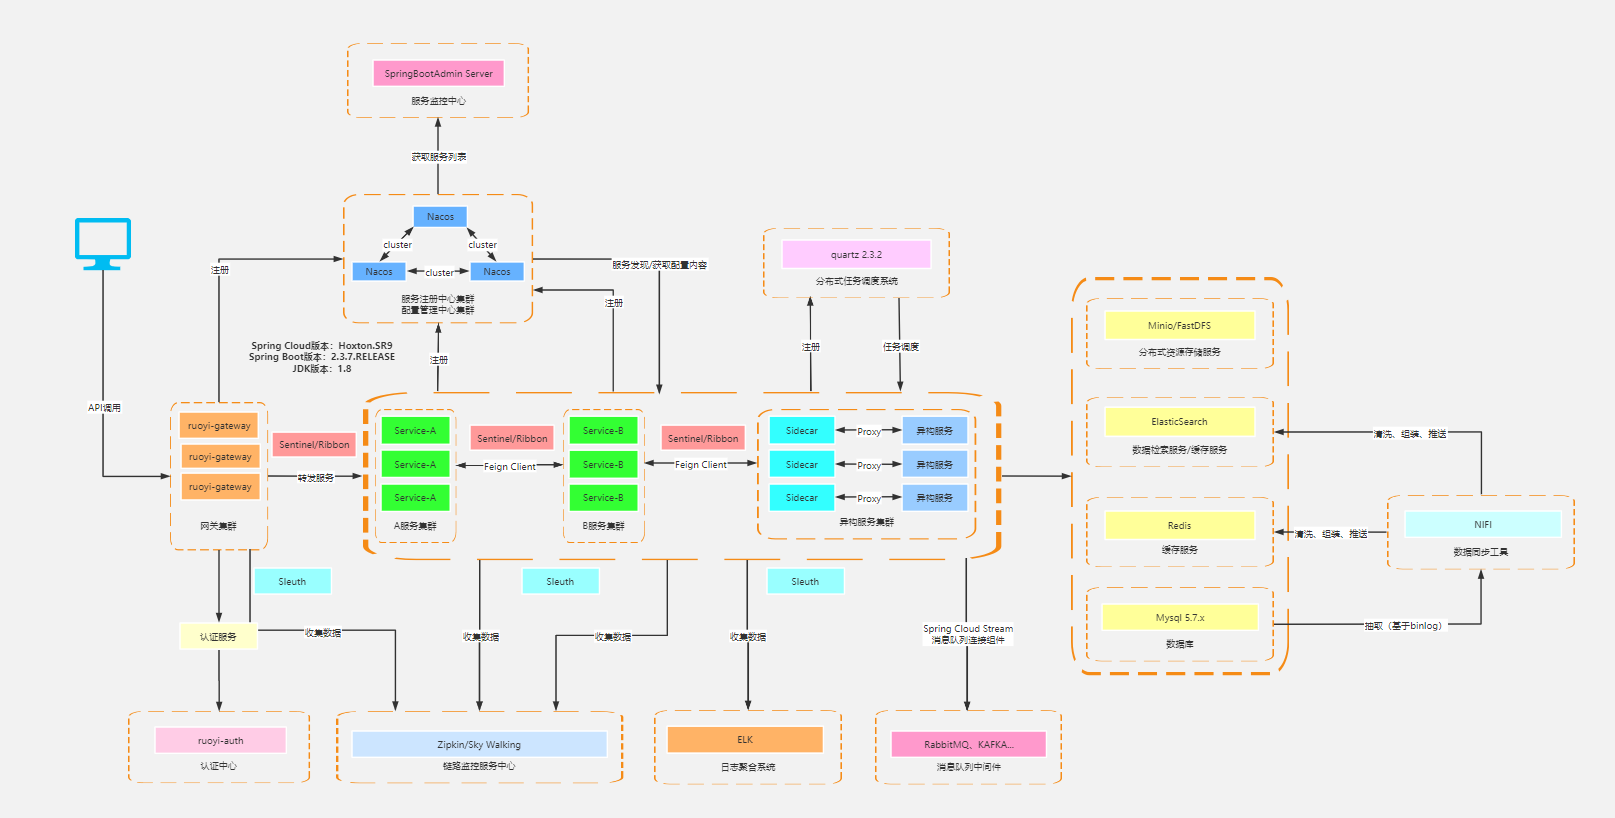 SpringBootAdmin Server
服务监控中心
获取服务列表
Nacos
cluster
cluster
Nacos
cluster
Nacos
服务注册中心集群
配置管理中心集群
注册
服务发现/获取配置内容
注册
quartz 2.3.2
分布式任务调度系统
Spring Cloud版本：Hoxton.SR9
Spring Boot版本：2.3.7.RELEASE
JDK版本：1.8
注册
注册
任务调度
API调用
ruoyi-gateway
ruoyi-gateway
ruoyi-gateway
网关集群
Sentinel/Ribbon
转发服务
Service-A
Service-A
Service-A
A服务集群
Sentinel/Ribbon
Feign Client
Service-B
Service-B
Service-B
B服务集群
Sentinel/Ribbon
Feign Client
Sidecar
Proxy
异构服务
Sidecar
Proxy
异构服务
Sidecar
Proxy
异构服务
异构服务集群
Minio/FastDFS
分布式资源存储服务
ElasticSearch
数据检索服务/缓存服务
清洗、组装、推送
Redis
缓存服务
清洗、组装、推送
NIFI
数据同步工具
Mysql 5.7.x
数据库
抽取（基于binlog）
Sleuth
Sleuth
Sleuth
认证服务
收集数据
收集数据
收集数据
收集数据
Spring Cloud Stream
消息队列连接组件
ruoyi-auth
认证中心
Zipkin/Sky Walking
链路监控服务中心
ELK
日志聚合系统
RabbitMQ、KAFKA...
消息队列中间件